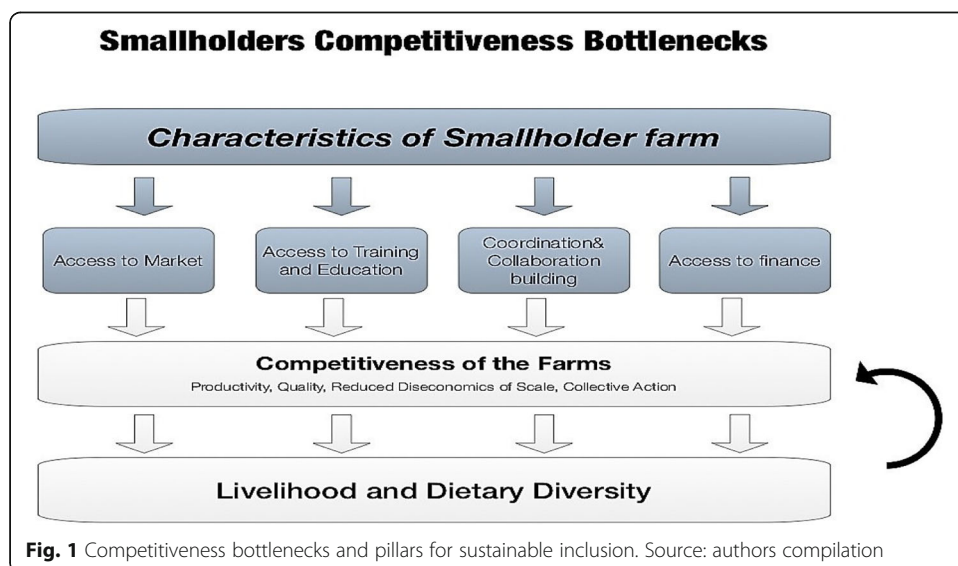 Smallholders Competitiveness Bottlenecks
Characteristics of Smallholder farm
Access to Market
Access to Training
and Education
Coordination&
Collaboration
building
Access to finance
Competitiveness of the Farms
Productivity, Quality, Reduced Diseconomics of Scale, Collective Action
Livelihood and Dietary Diversity
Fig. 1 Competitiveness bottlenecks and pillars for sustainable inclusion. Source: authors compilation